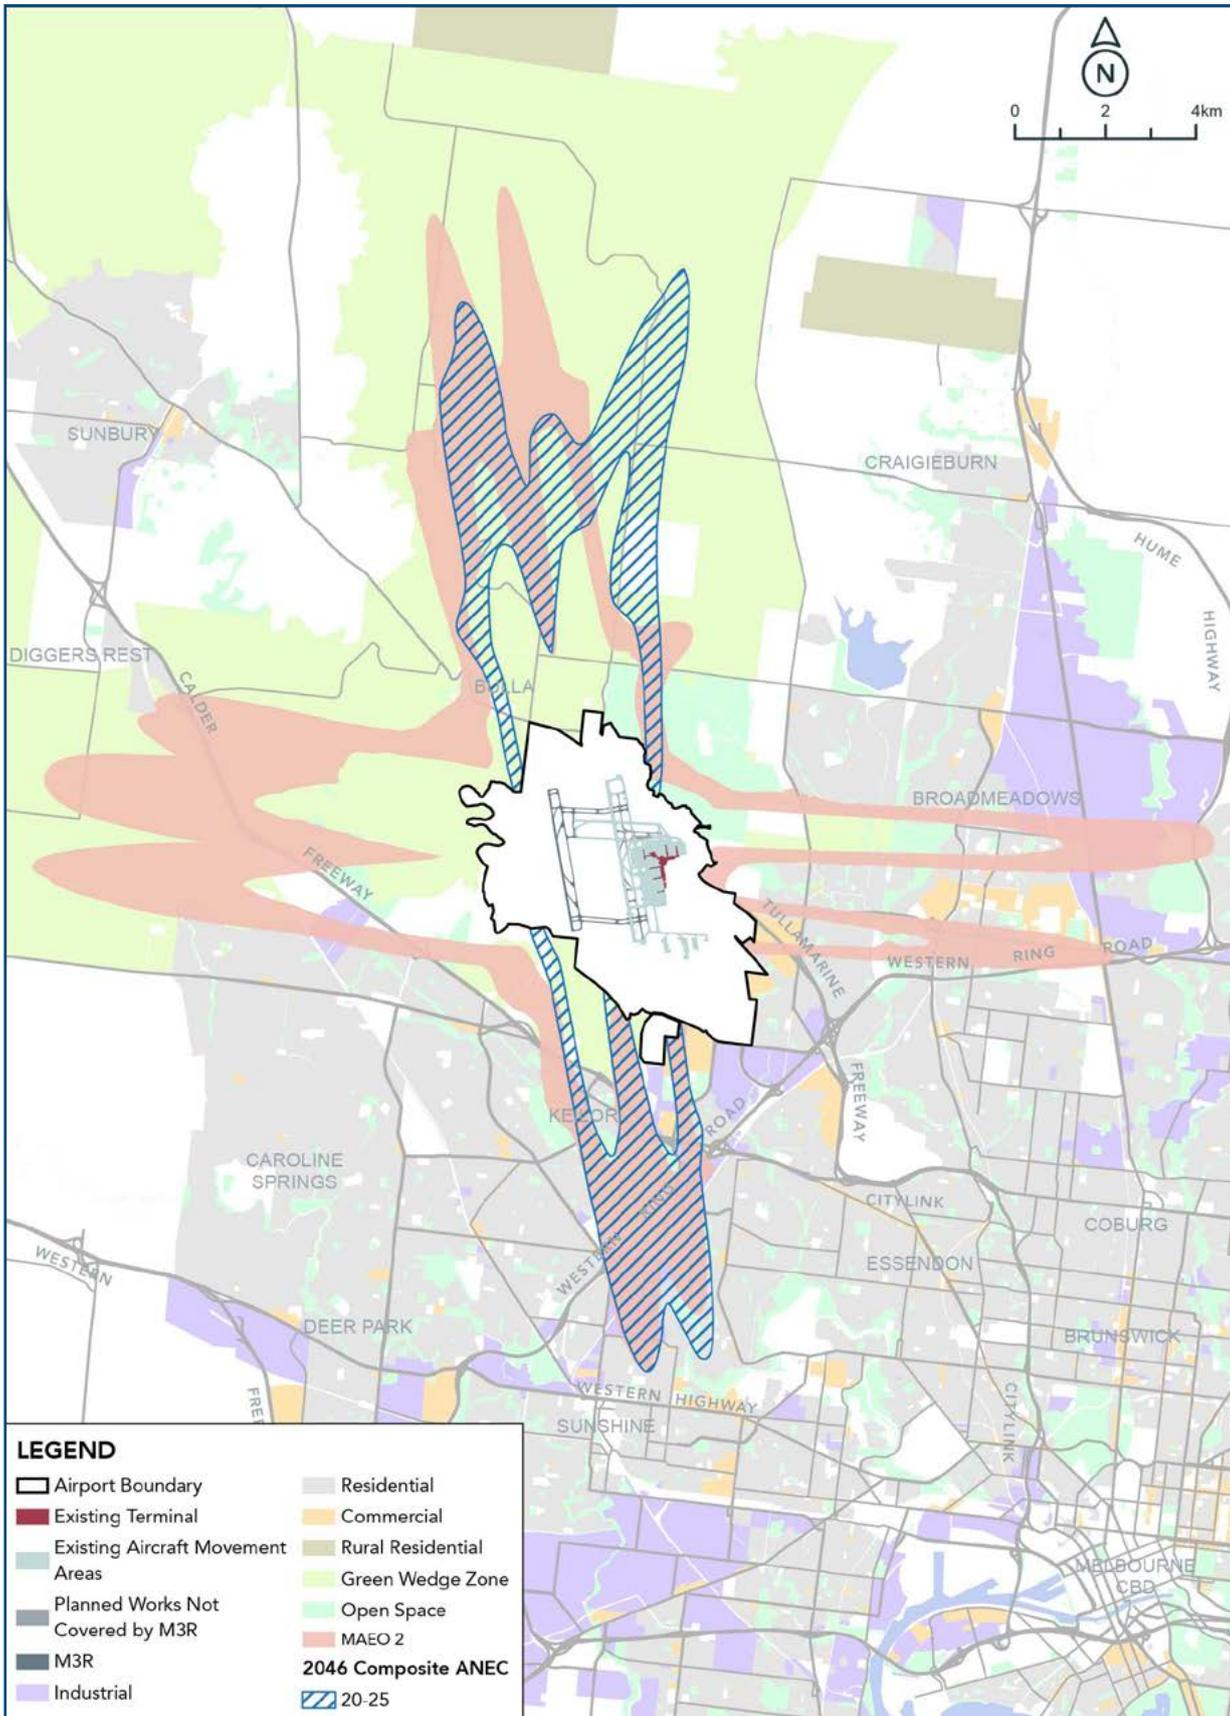 N
0 2 4km
SUNBURY
CRAIGIEBURN
HUME
HIGHWAY
DIGGERS REST
CALDER
BULLA
BROADMEADOWS
FREEWAY
TULLAMARINE
WESTERN RING ROAD
FREEWAY
KEILOR
ROAD
CAROLINE
SPRINGS
RING
CITYLINK
COBURG
WESTERN
WESTERN
ESSENDON
DEER PARK
BRUNSWICK
WESTERN HIGHWAY
CITYLINK
SUNSHINE
FREE
MELBOURNE
CBD
LEGEND
Airport Boundary
Existing Terminal
Existing Aircraft Movement
Areas
Planned Works Not
Covered by M3R
M3R
Industrial
Residential
Commercial
Rural Residential
Green Wedge Zone
Open Space
MAEO 2
2046 Composite ANEC
20-25